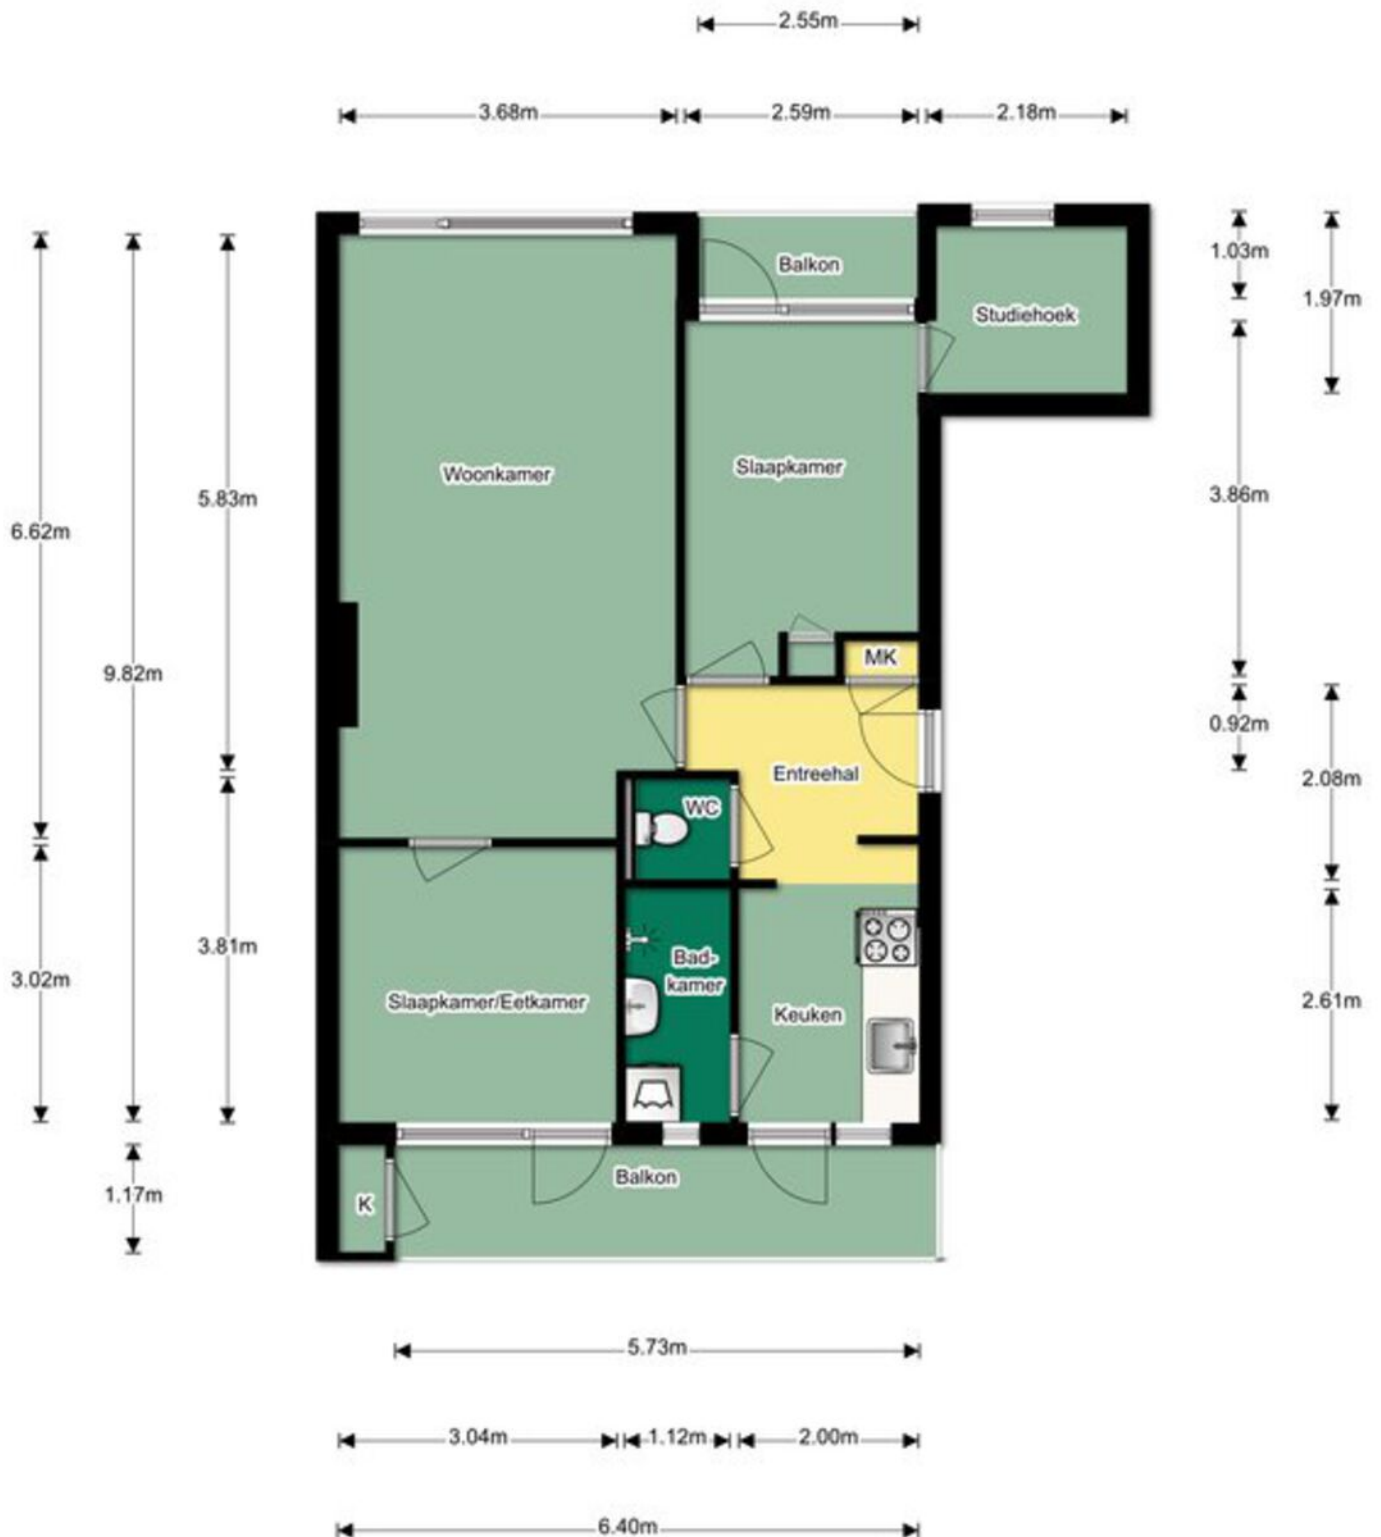 2.55m
3.68m
2.59m
2.18m
Balkon
1.03m
1.97m
Studiehoek
Woonkamer
Slaapkamer
5.83m
3.86m
6.62m
MK
9.82m
0.92m
Entreehal
2.08m
WC
3.81m
Bad-
kamer
3.02m
Slaapkamer/Eetkamer
Keuken
2.61m
Balkon
1.17m
K
5.73m
3.04m
1.12m
2.00m
6.40m